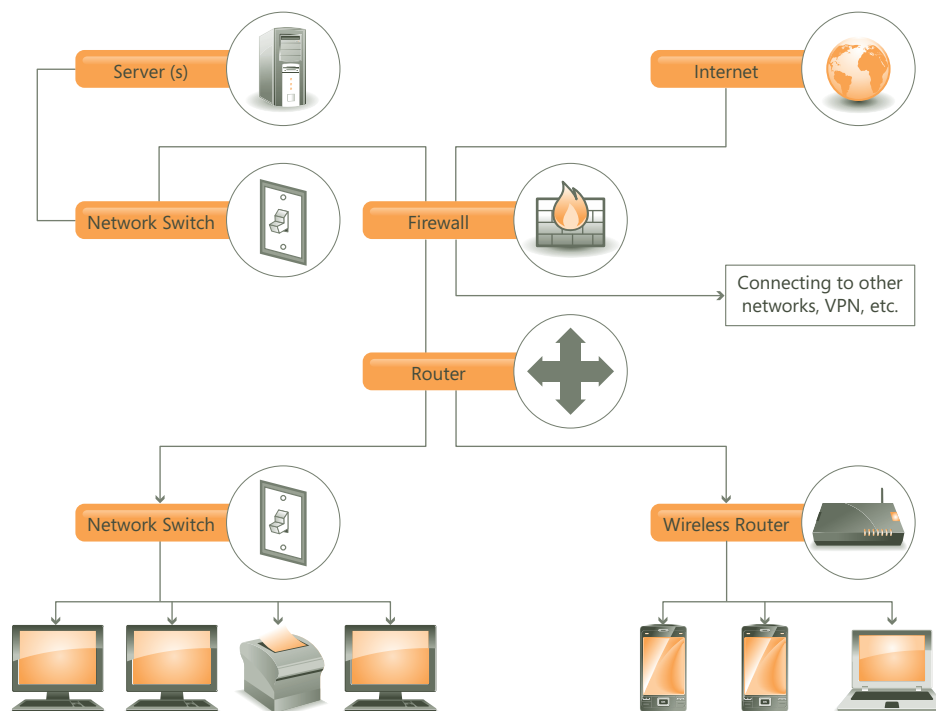 Server (s)
Internet
Network Switch
Firewall
Connecting to other
networks, VPN, etc.
Router
Network Switch
Wireless Router